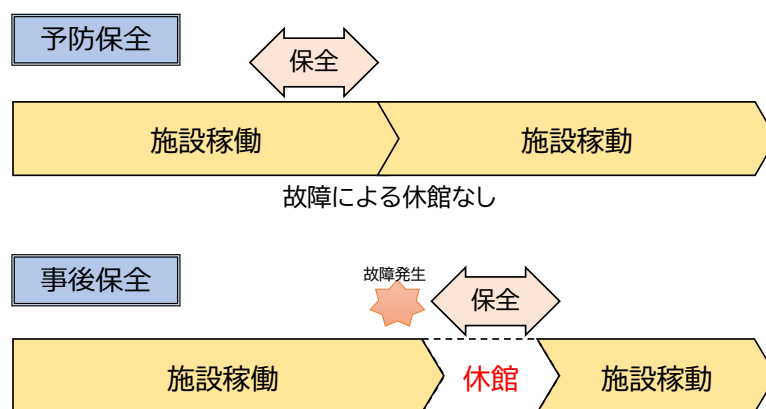 予防保全
保全
施設稼働
施設稼動
故障による休館なし
事後保全
故障発生
保全
施設稼働
休館
施設稼動